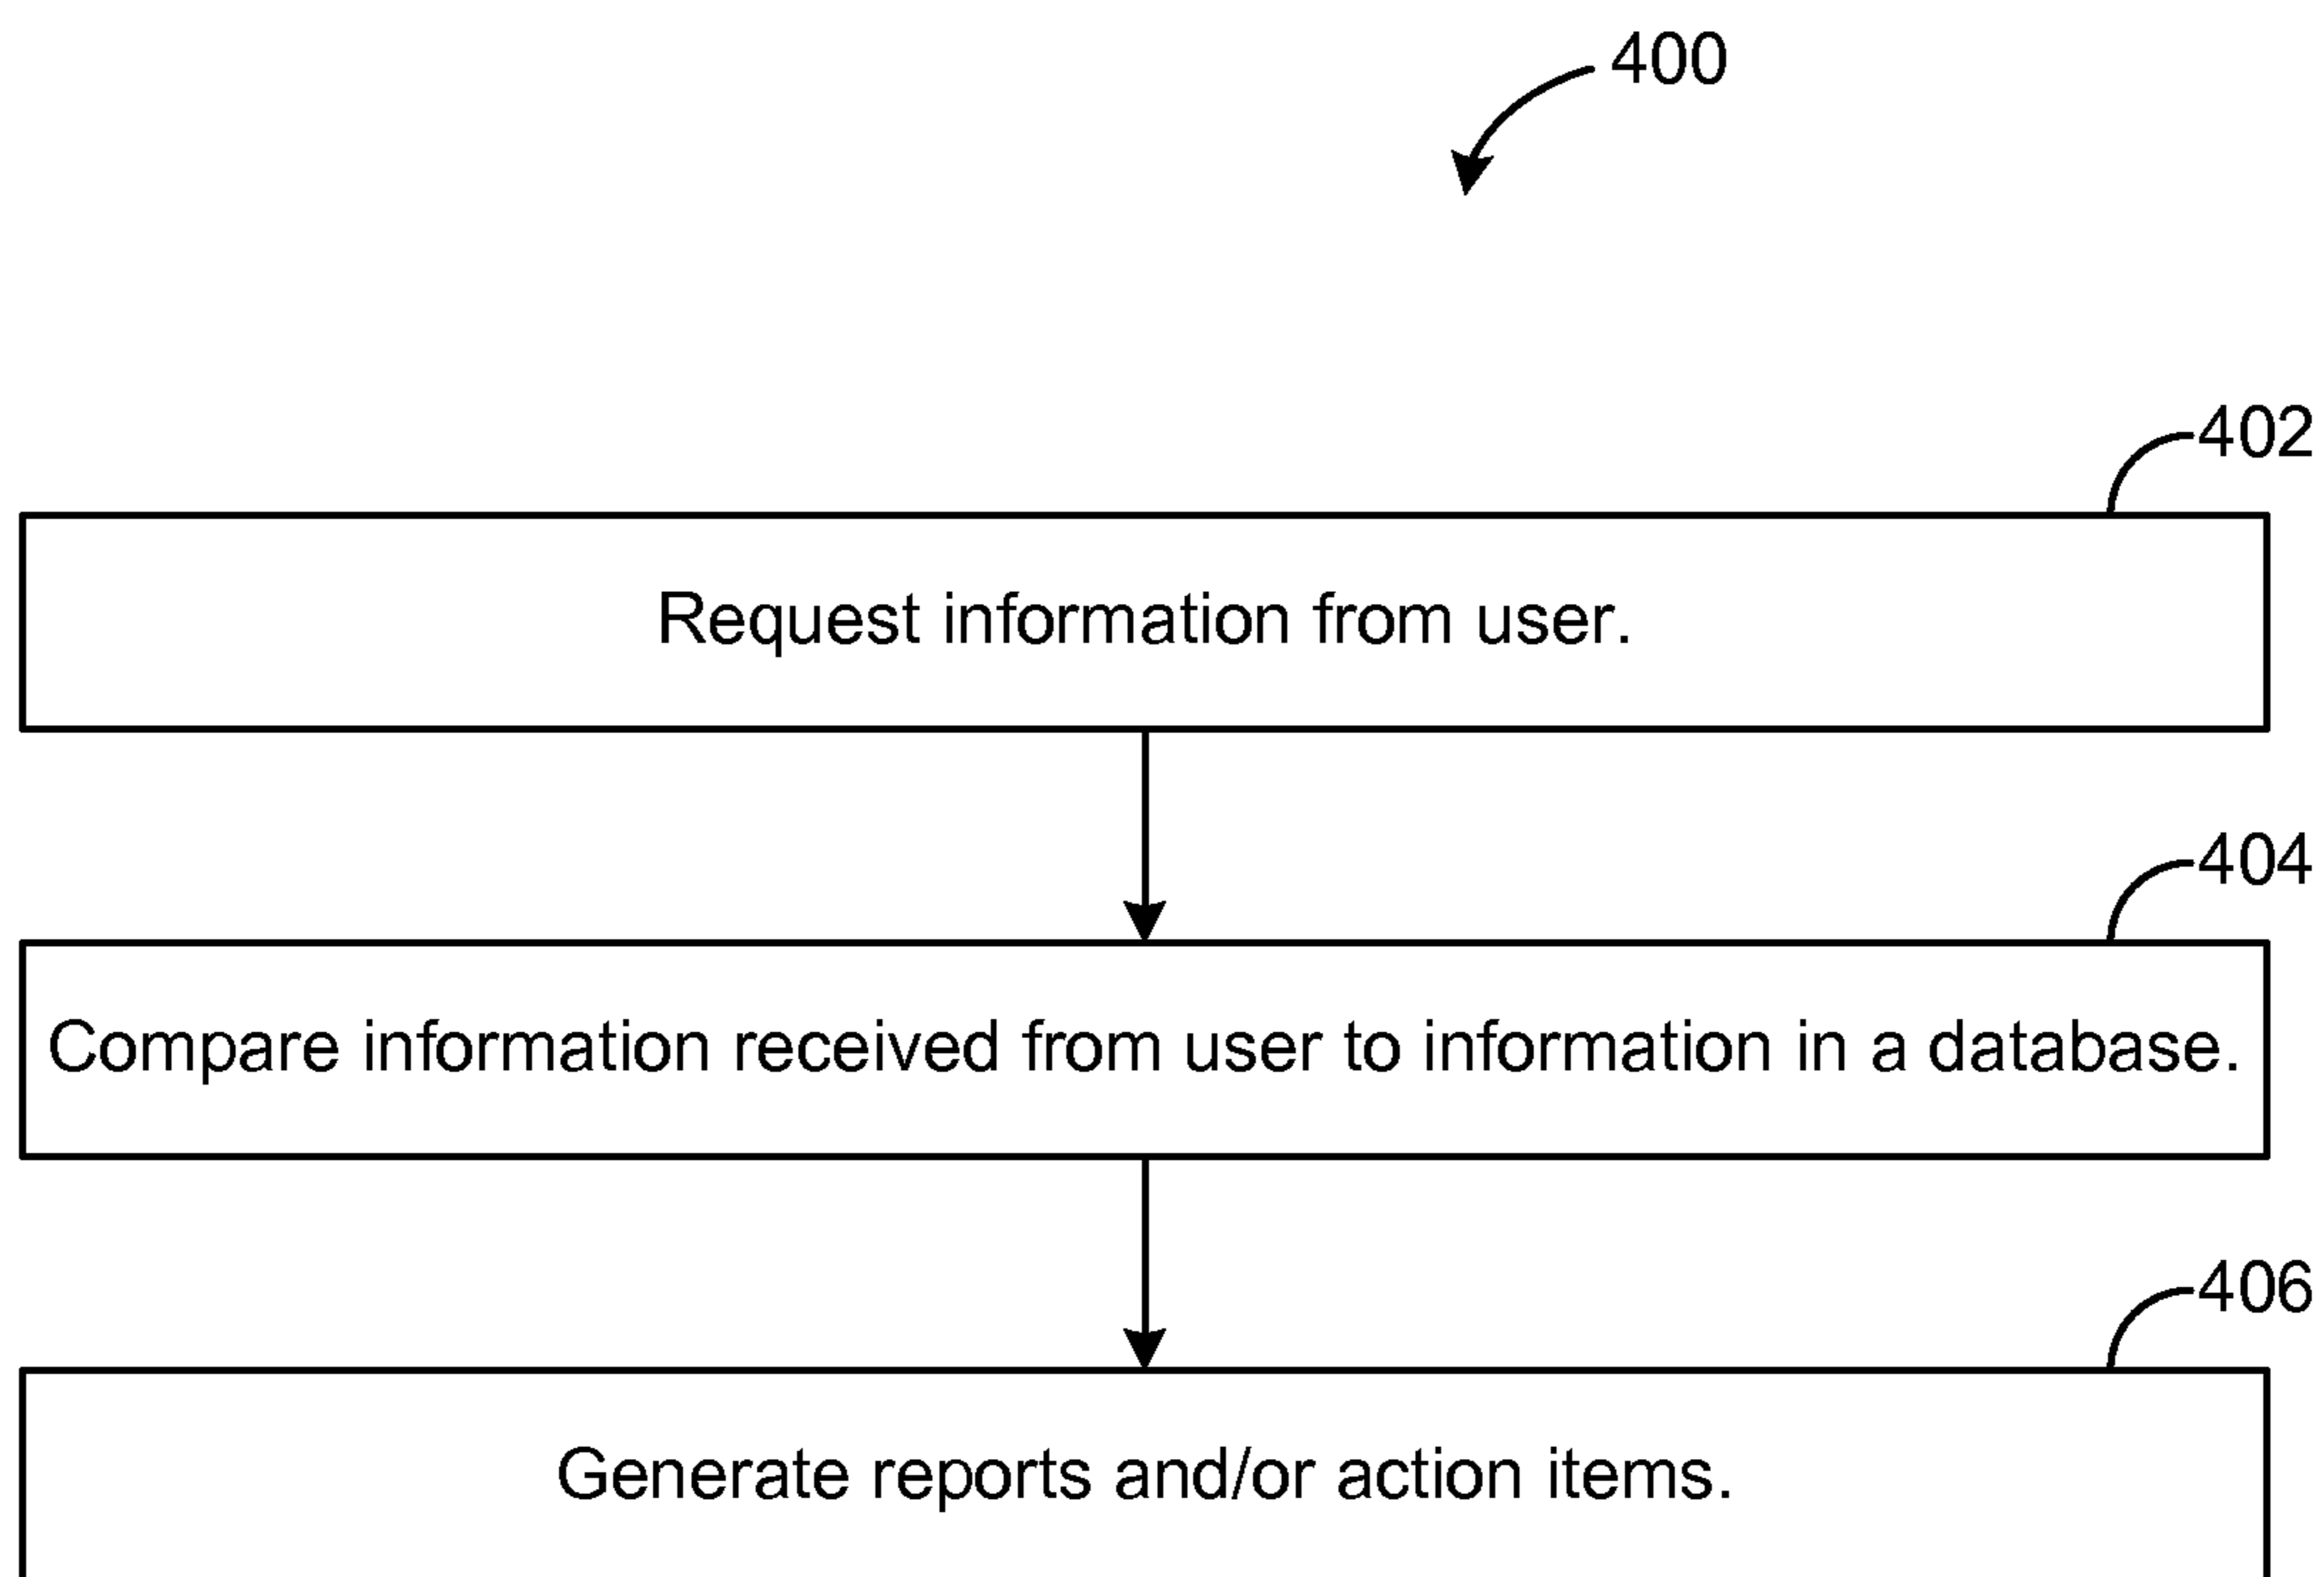 400
402
Request information from user.
404
Compare information received from user to information in a database.
406
Generate reports and/or action items.